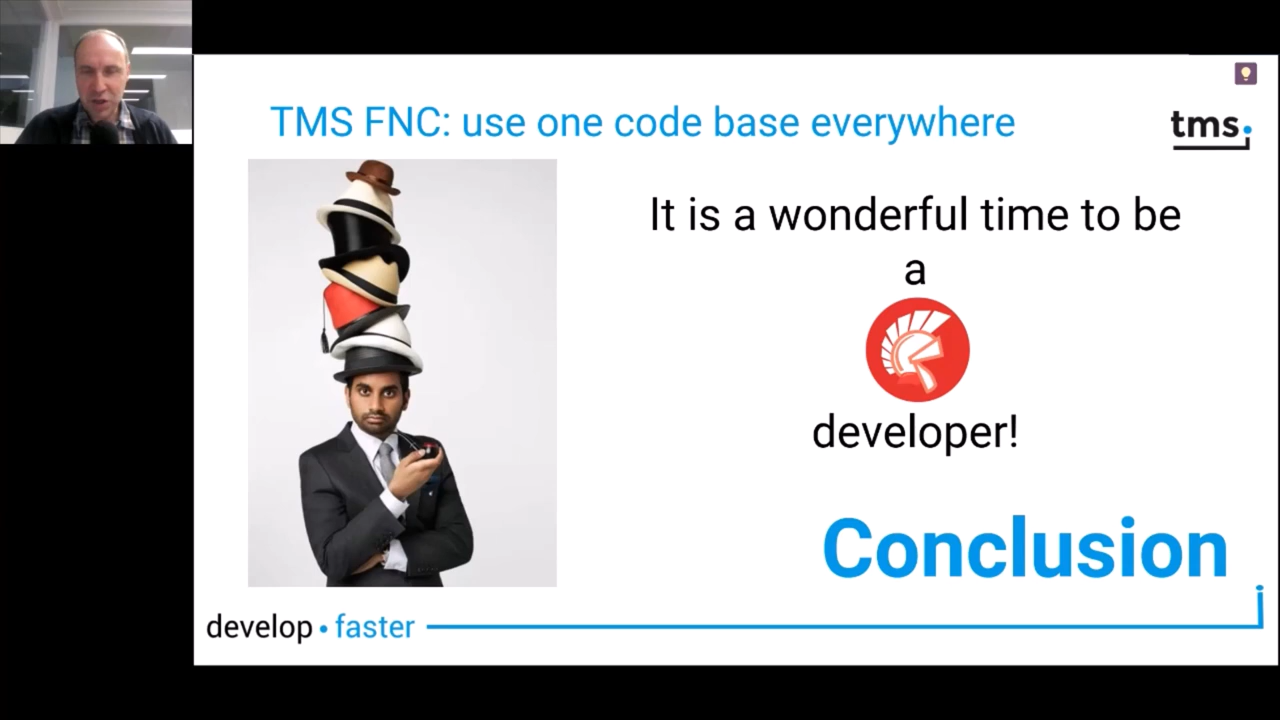 TMS FNC: use one code base everywhere
tms.
It is a wonderful time to be
a
developer!
Conclusion
develop • faster